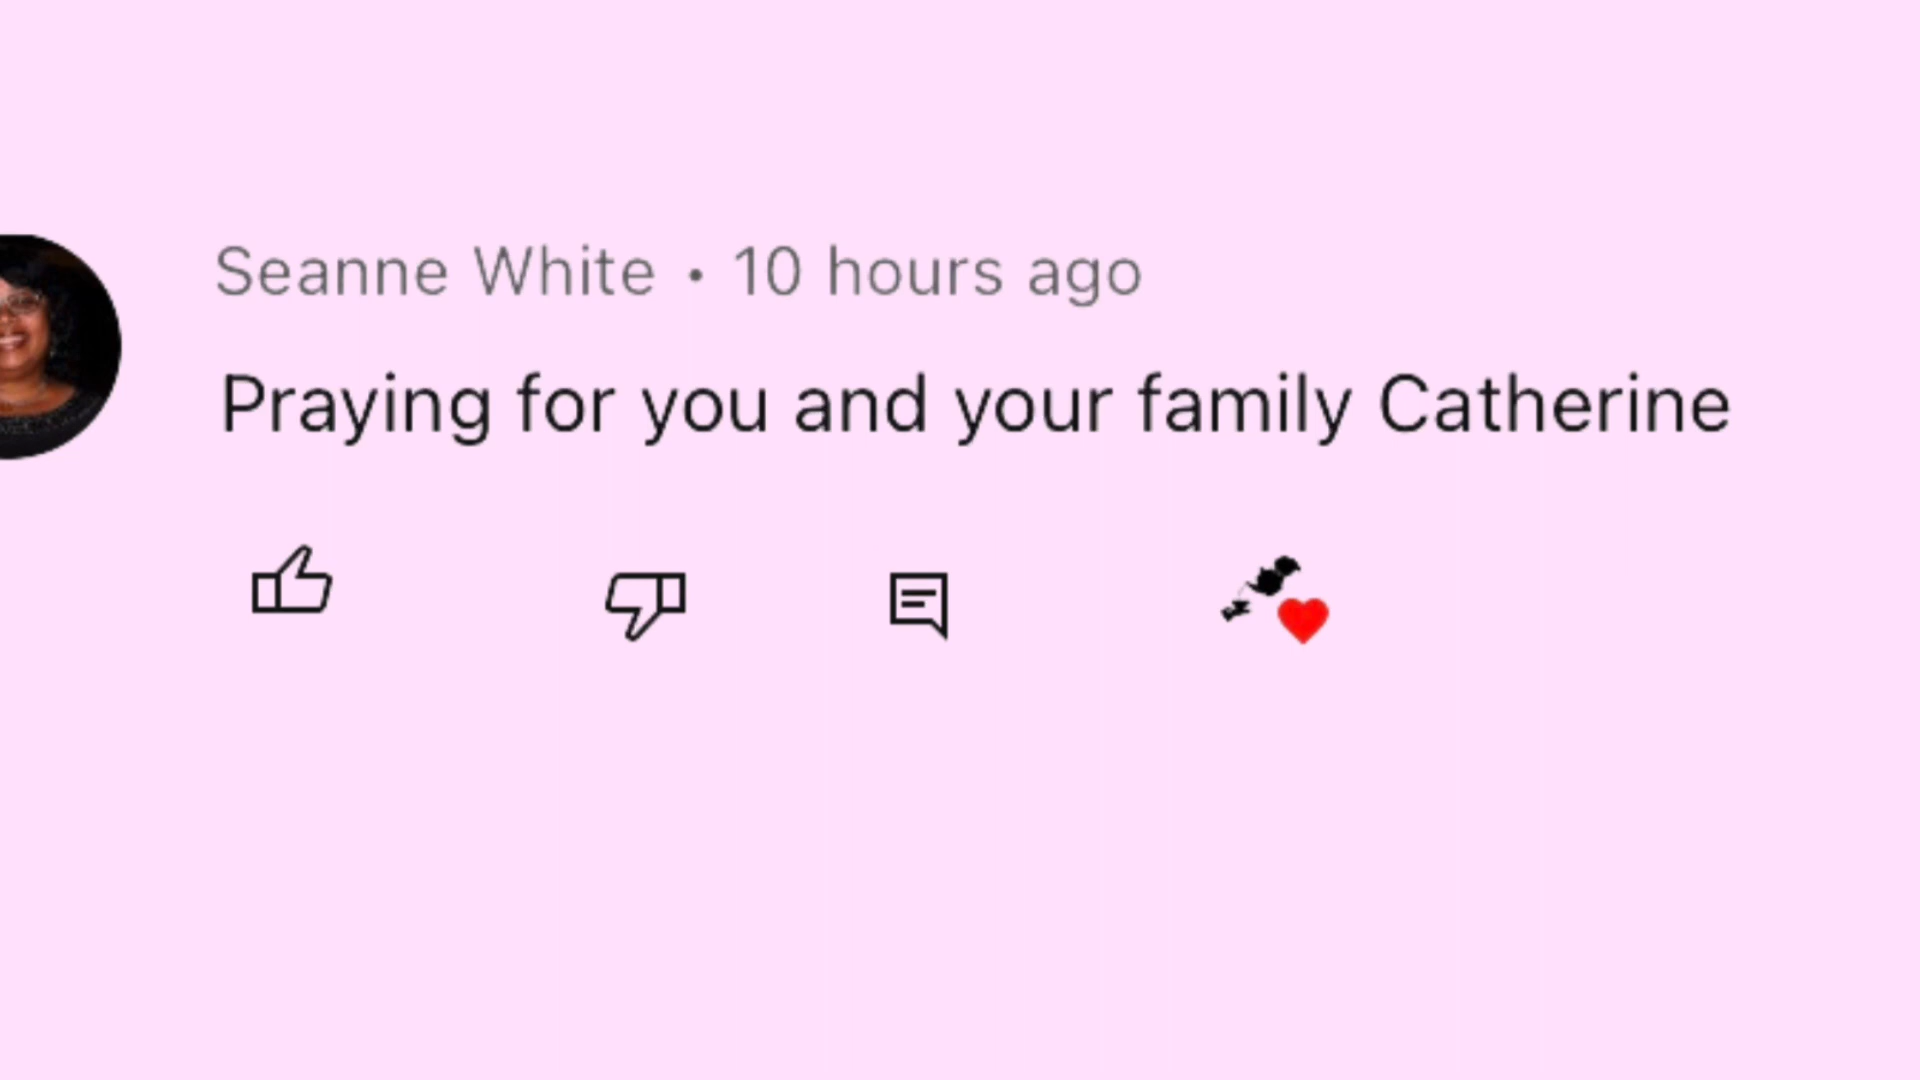 Seanne White • 10 hours ago
Praying for you and your family Catherine